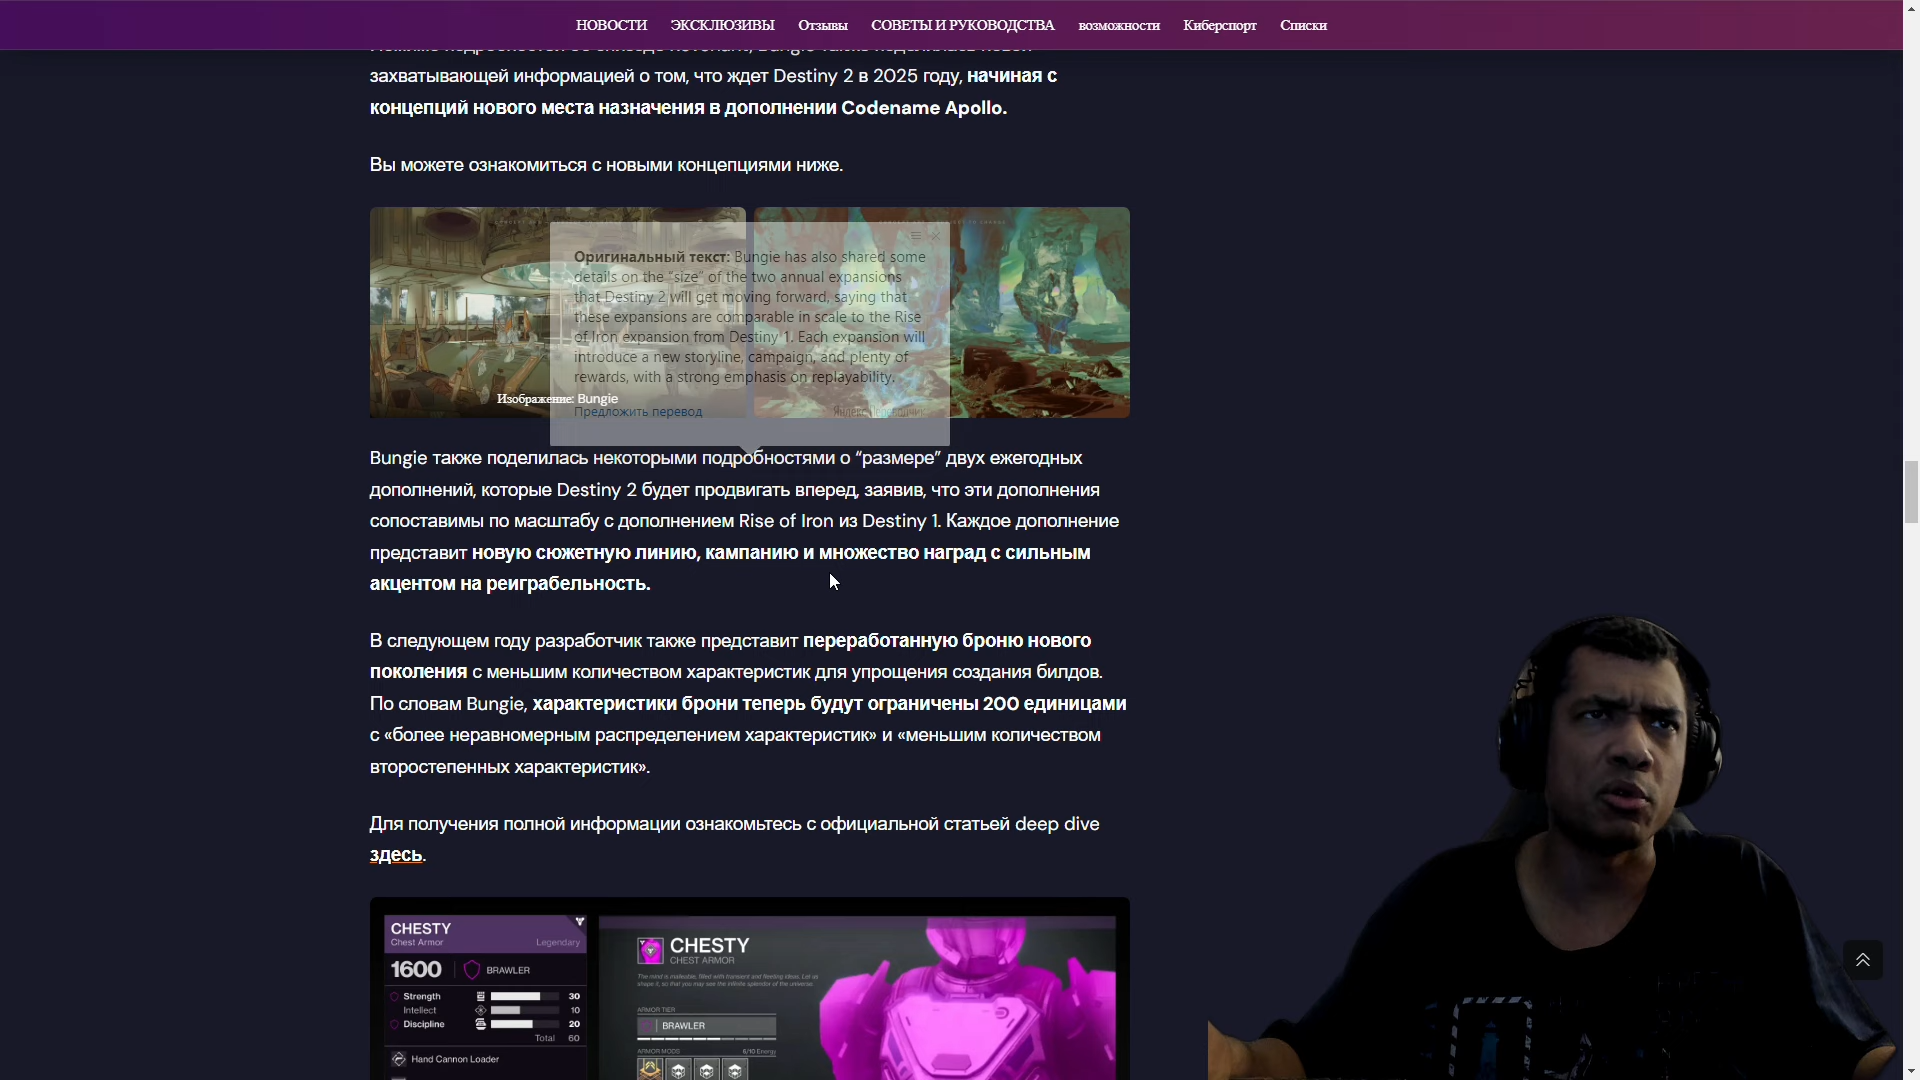 НОВОСТИ ЭКСКЛЮЗИВЫ Отзывы СОВЕТЫ И РУКОВОДСТВА возможности Киберспорт Списки
захватывающей информацией о том, что ждет Destiny 2 в 2025 году, начиная с
концепций нового места назначения в дополнении Codename Apollo.
Вы можете ознакомиться с новыми концепциями ниже.
Оригинальный текст: Bungie has also shared some
details on the “size” of the two annual expansions
that Destiny 2 will get moving forward, saying that
these expansions are comparable in scale to the Rise
of Iron expansion from Destiny 1. Each expansion will
introduce a new storyline, campaign, and plenty of
rewards, with a strong emphasis on replayability.
Изображение: Bungie
Предложить перевод
Bungie также поделилась некоторыми подробностями о “размере” двух ежегодных
дополнений, которые Destiny 2 будет продвигать вперед, заявив, что эти дополнения
сопоставимы по масштабу с дополнением Rise of Iron из Destiny 1. Каждое дополнение
представит новую сюжетную линию, кампанию и множество наград с сильным
акцентом на реиграбельность.
В следующем году разработчик также представит переработанную броню нового
поколения с меньшим количеством характеристик для упрощения создания билдов.
По словам Bungie, характеристики брони теперь будут ограничены 200 единицами
с «более неравномерным распределением характеристик» и «меньшим количеством
второстепенных характеристик».
Для получения полной информации ознакомьтесь с официальной статьей deep dive
здесь.
CHESTY
Chest Armor Legendary
1600 BRAWLER
Strength 30
Intellect 10
Discipline 20
Total 60
Hand Cannon Loader
CHESTY
CHEST ARMOR
ARMOR TIER
BRAWLER
ARMOR MODS 6/10 Energy